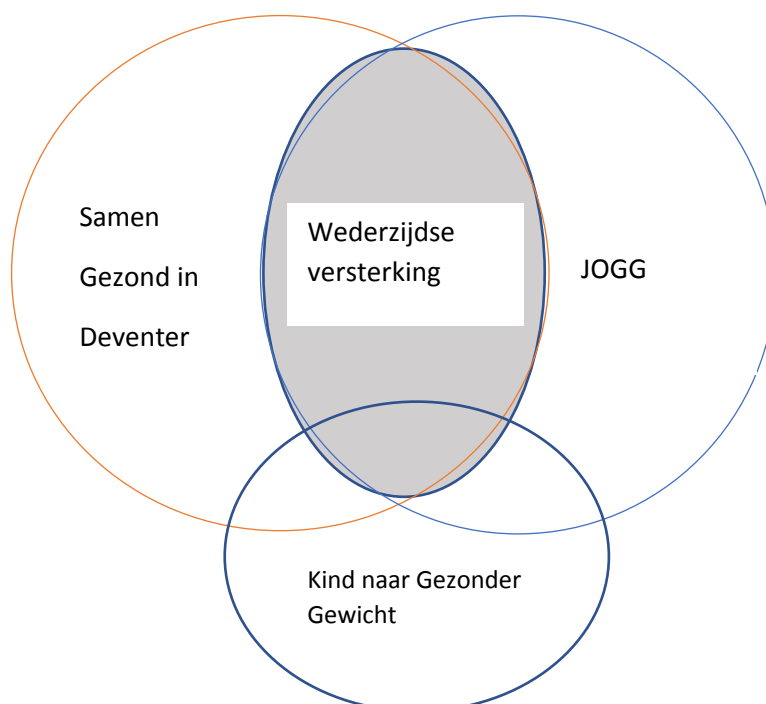 Samen
Gezond in
Deventer
Wederzijdse
versterking
JOGG
Kind naar Gezonder
Gewicht